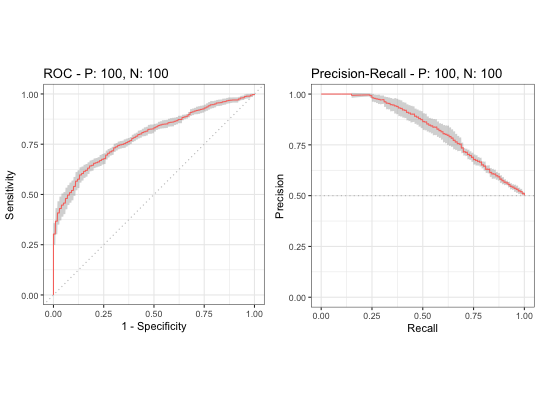 ROC - P: 100, N: 100
1.00
0.75
0.50
0.25
0.00
Sensitivity
0.00 0.25 0.50 0.75 1.00
1 - Specificity
Precision-Recall - P: 100, N: 100
1.00
0.75
0.50
0.25
0.00
Precision
0.00 0.25 0.50 0.75 1.00
Recall